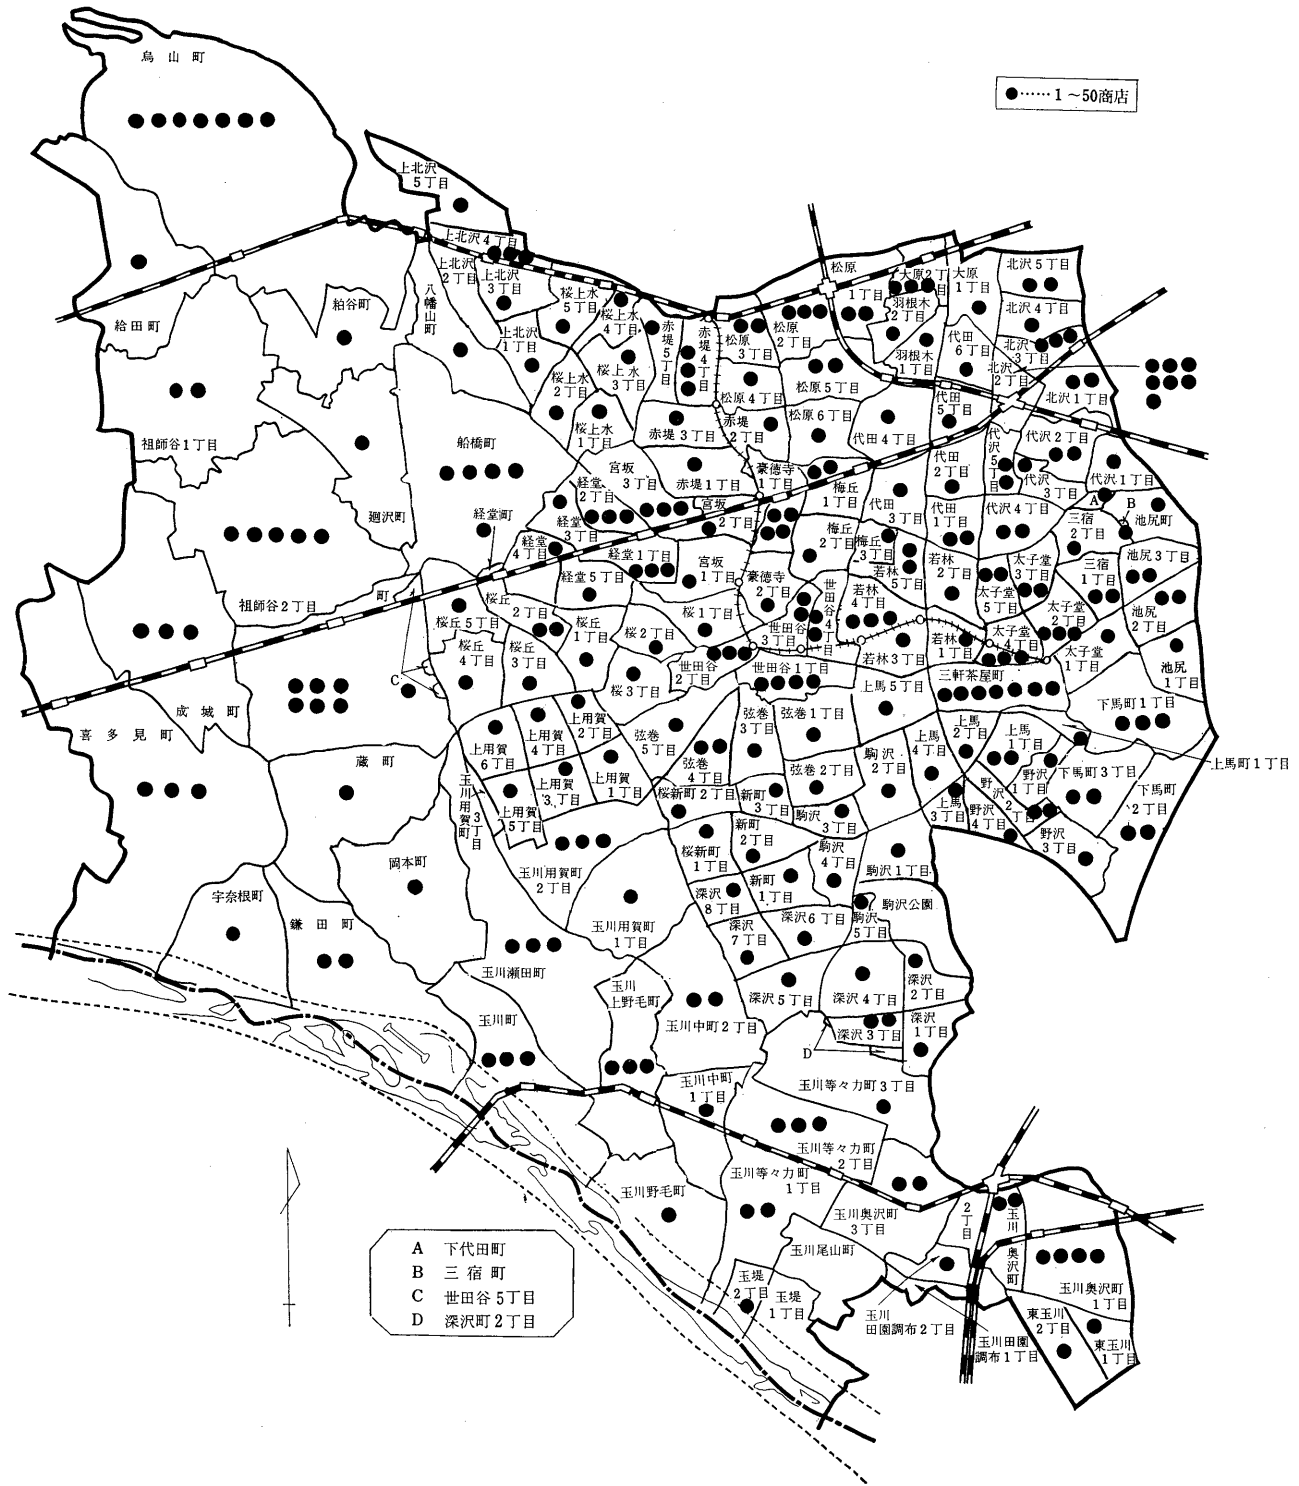 烏山町
●……1～50商店
上北沢
5丁目
上北沢4丁目
上北沢
2丁目
上北沢
3丁目
八幡山町
上北沢
1丁目
給田町
粕谷町
桜上水
5丁目
桜上水
4丁目
桜上水
3丁目
桜上水
2丁目
桜上水
1丁目
赤堤5丁目
赤堤4丁目
赤堤3丁目
赤堤
2丁目
赤堤1丁目
松原
1丁目
松原
2丁目
松原
3丁目
松原4丁目
松原5丁目
松原6丁目
大原2丁目
大原
1丁目
羽根木
2丁目
羽根木
1丁目
北沢5丁目
北沢4丁目
北沢
3丁目
北沢
2丁目
北沢1丁目
代田
6丁目
代田
5丁目
代田4丁目
代田
3丁目
代田
2丁目
代田
1丁目
代沢5丁目
代沢2丁目
代沢1丁目
代沢
3丁目
代沢4丁目
A
B
池尻町
三宿
2丁目
三宿
1丁目
池尻3丁目
池尻
2丁目
池尻
1丁目
祖師谷1丁目
船橋町
廻沢町
経堂町
祖師谷2丁目
町
宮坂
3丁目
宮坂
2丁目
宮坂
1丁目
経堂
2丁目
経堂
3丁目
経堂
4丁目
経堂1丁目
経堂5丁目
豪徳寺
1丁目
豪徳寺
2丁目
梅丘
1丁目
梅丘
2丁目
梅丘
3丁目
若林
5丁目
若林
4丁目
若林
2丁目
若林
1丁目
若林3丁目
太子堂
3丁目
太子堂
5丁目
太子堂
2丁目
太子堂
4丁目
太子堂
1丁目
世田谷4丁目
世田谷
3丁目
世田谷
2丁目
世田谷1丁目
桜丘5丁目
桜丘
2丁目
桜丘
1丁目
桜丘
4丁目
桜丘
3丁目
桜1丁目
桜2丁目
桜3丁目
C
成城町
喜多見町
蔵町
三軒茶屋町
上馬5丁目
上馬
4丁目
上馬
2丁目
上馬
1丁目
上馬
3丁目
上馬町1丁目
下馬町1丁目
下馬町3丁目
下馬町
2丁目
野沢
1丁目
野沢
2丁目
野沢
4丁目
野沢
3丁目
弦巻
3丁目
弦巻1丁目
弦巻
5丁目
弦巻
4丁目
弦巻2丁目
上用賀
6丁目
上用賀
4丁目
上用賀
2丁目
上用賀
3丁目
上用賀
1丁目
上用賀
5丁目
玉川用賀町3丁目
玉川用賀町
2丁目
玉川用賀町
1丁目
桜新町2丁目
桜新町
1丁目
新町
3丁目
新町
2丁目
新町
1丁目
駒沢
2丁目
駒沢
3丁目
駒沢
4丁目
駒沢1丁目
駒沢公園
駒沢
5丁目
深沢
8丁目
深沢
7丁目
深沢6丁目
深沢5丁目
深沢4丁目
深沢
2丁目
深沢3丁目
深沢
1丁目
D
岡本町
宇奈根町
鎌田町
玉川瀬田町
玉川町
玉川
上野毛町
玉川中町2丁目
玉川中町
1丁目
玉川等々力町3丁目
玉川等々力町
2丁目
玉川等々力町
1丁目
玉川野毛町
玉川奥沢町
3丁目
2丁目
玉川奥沢町
玉川奥沢町
1丁目
玉川尾山町
玉堤
2丁目
玉堤
1丁目
玉川
田園調布2丁目
玉川田園
調布1丁目
東玉川
2丁目
東玉川
1丁目
A 下代田町
B 三宿町
C 世田谷5丁目
D 深沢町2丁目